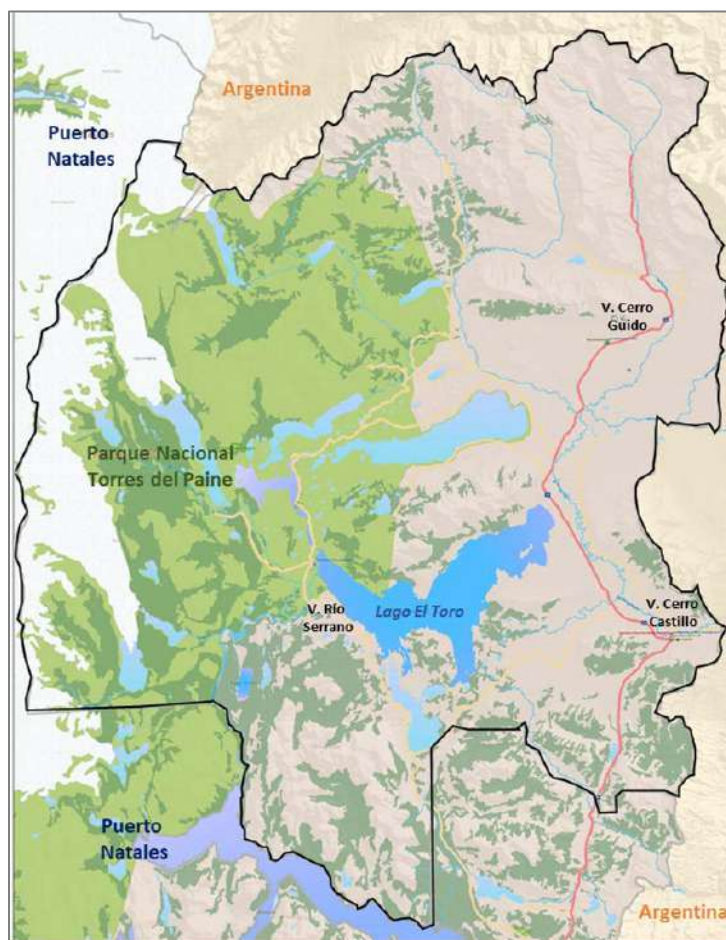 Argentina
Puerto
Natales
V. Cerro
Guido
Parque Nacional
Torres del Paine
V. Río
Serrano
Lago El Toro
V. Cerro
Castillo
Puerto
Natales
Argentina